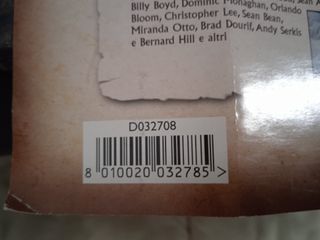 Billy Boyd, Dominic Monaghan, Orlando
Bloom, Christopher Lee, Sean Bean,
Miranda Otto, Brad Dourif, Andy Serkis
e Bernard Hill e altri
D032708
8 010020 032785 >